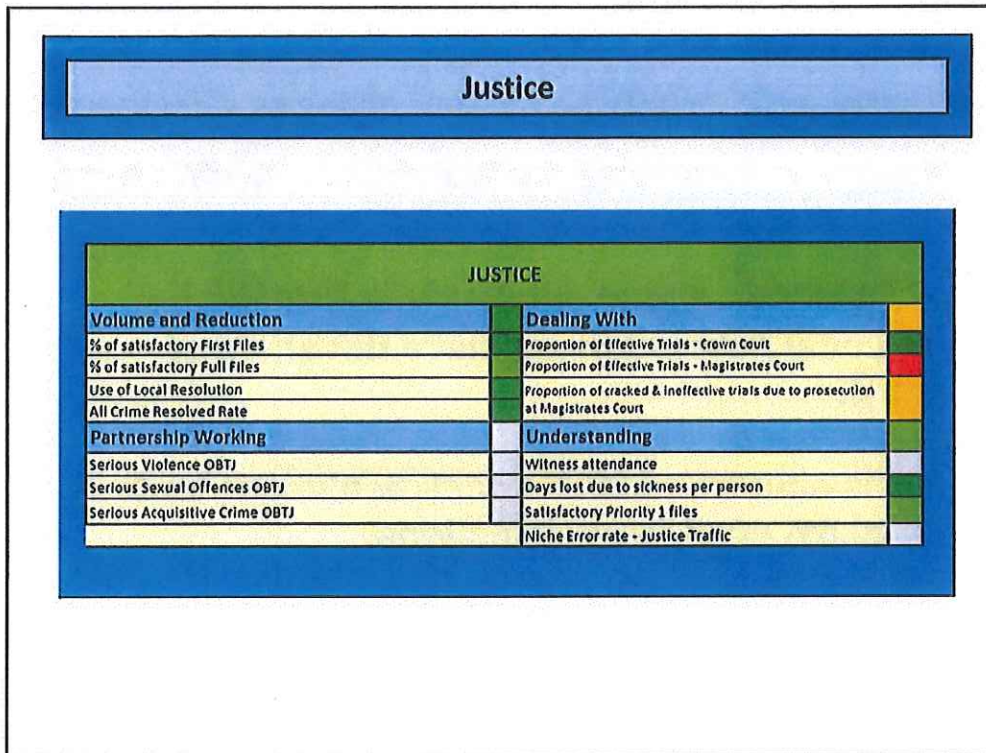 Justice
JUSTICE
Volume and Reduction
% of satisfactory First Files
% of satisfactory Full Files
Use of Local Resolution
All Crime Resolved Rate
Partnership Working
Serious Violence OBTJ
Serious Sexual Offences OBTJ
Serious Acquisitive Crime OBTJ
Dealing With
Proportion of Effective Trials - Crown Court
Proportion of Effective Trials - Magistrates Court
Proportion of cracked & ineffective trials due to prosecution
at Magistrates Court
Understanding
Witness attendance
Days lost due to sickness per person
Satisfactory Priority 1 files
Niche Error rate - Justice Traffic